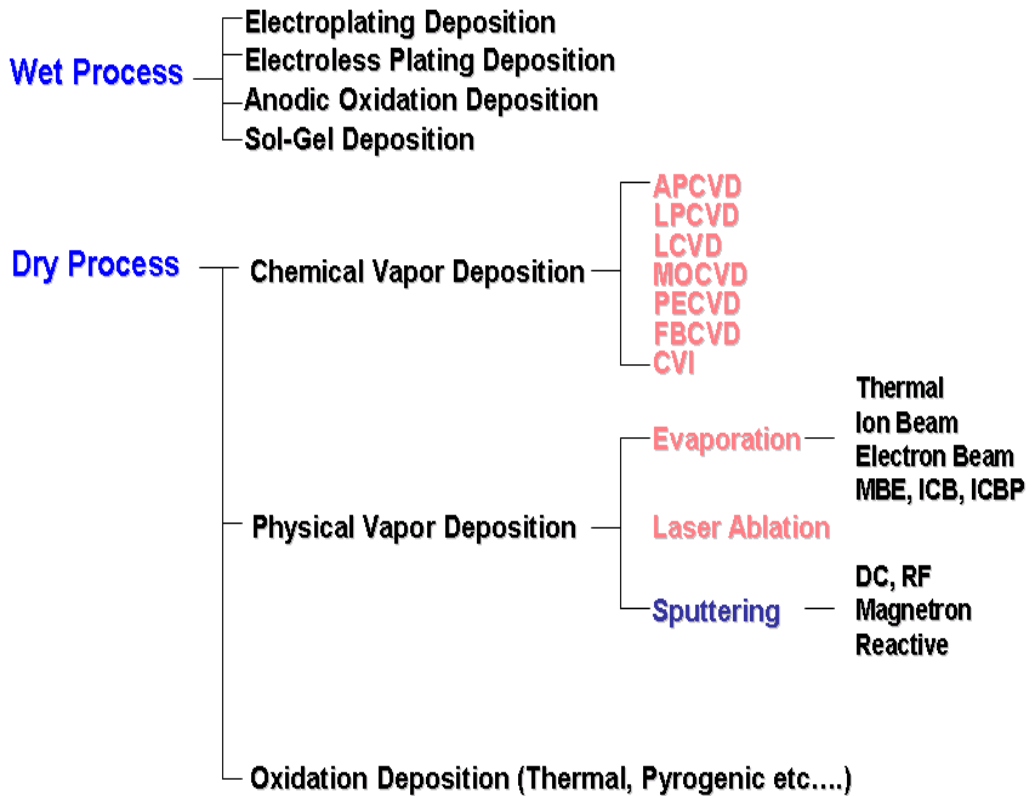 Wet Process
Electroplating Deposition
Electroless Plating Deposition
Anodic Oxidation Deposition
Sol-Gel Deposition
Dry Process
Chemical Vapor Deposition
APCVD
LPCVD
LCVD
MOCVD
PECVD
FBCVD
CVI
Physical Vapor Deposition
Evaporation
Thermal
Ion Beam
Electron Beam
MBE, ICB, ICBP
Laser Ablation
Sputtering
DC, RF
Magnetron
Reactive
Oxidation Deposition (Thermal, Pyrogenic etc....)